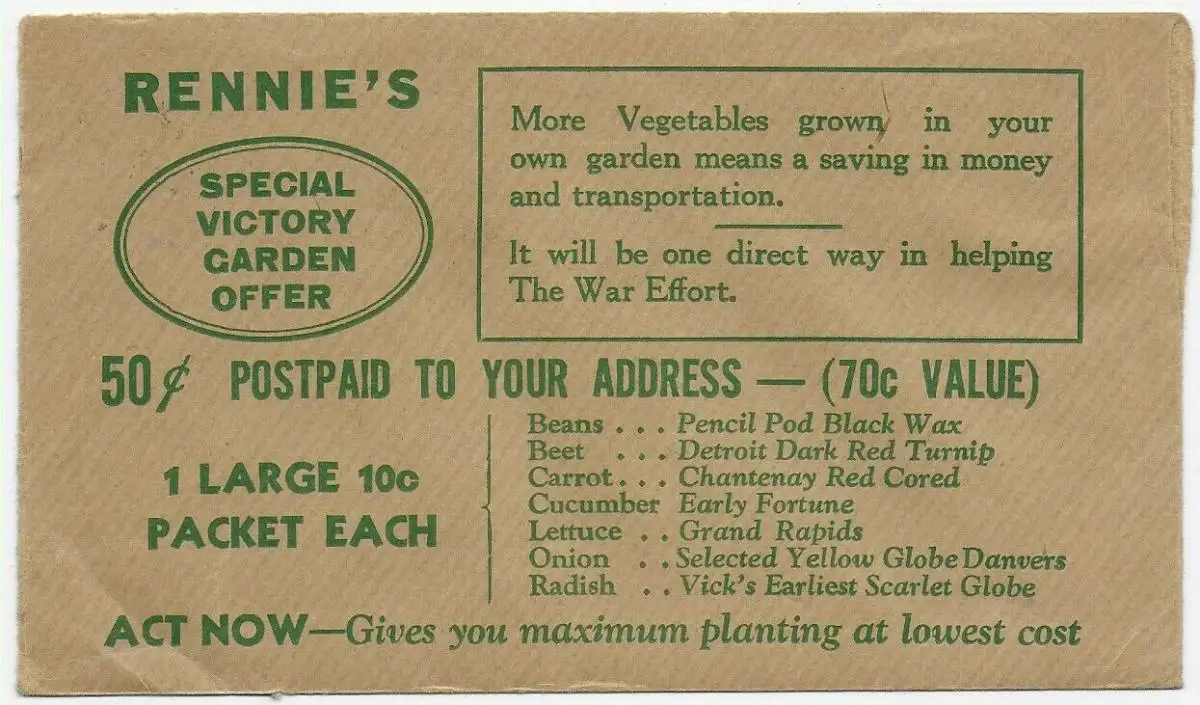 RENNIE'S
SPECIAL
VICTORY
GARDEN
OFFER
More Vegetables grown in your
own garden means a saving in money
and transportation.
It will be one direct way in helping
The War Effort.
50¢ POSTPAID TO YOUR ADDRESS — (70c VALUE)
1 LARGE 10c
PACKET EACH
Beans . . . Pencil Pod Black Wax
Beet . . . Detroit Dark Red Turnip
Carrot . . . Chantenay Red Cored
Cucumber Early Fortune
Lettuce . . Grand Rapids
Onion . . Selected Yellow Globe Danvers
Radish . . Vick's Earliest Scarlet Globe
ACT NOW—Gives you maximum planting at lowest cost